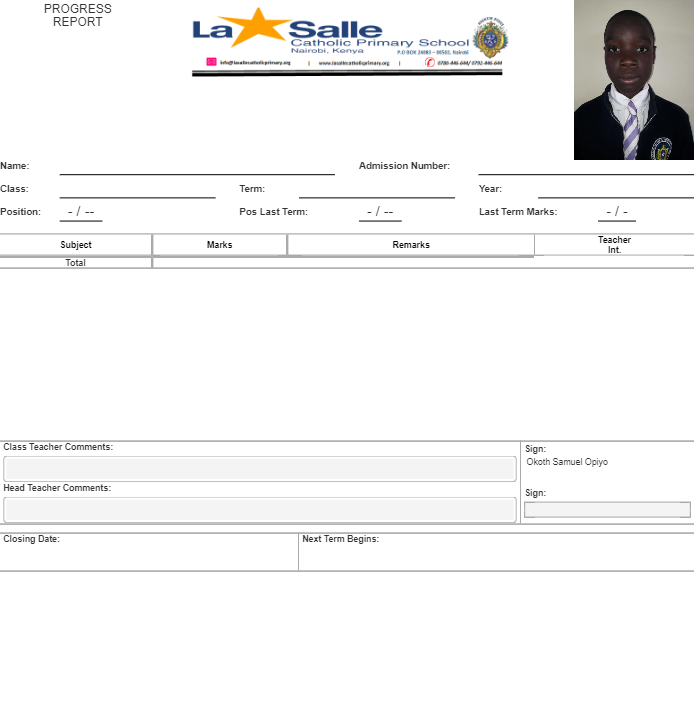 PROGRESS
REPORT
La Salle
Catholic Primary School
Nairobi, Kenya
P.O BOX 24083 – 00502, Nairobi
info@lasallecatholicprimary.org | www.lasallecatholicprimary.org | 0780-446-644/ 0792-446-644
Name: Admission Number:
Class: Term: Year:
Position: - / -- Pos Last Term: - / -- Last Term Marks: - / -
Subject Marks Remarks Teacher
Int.
Total
Class Teacher Comments: Sign:
Okoth Samuel Opiyo
Head Teacher Comments: Sign:
Closing Date: Next Term Begins: